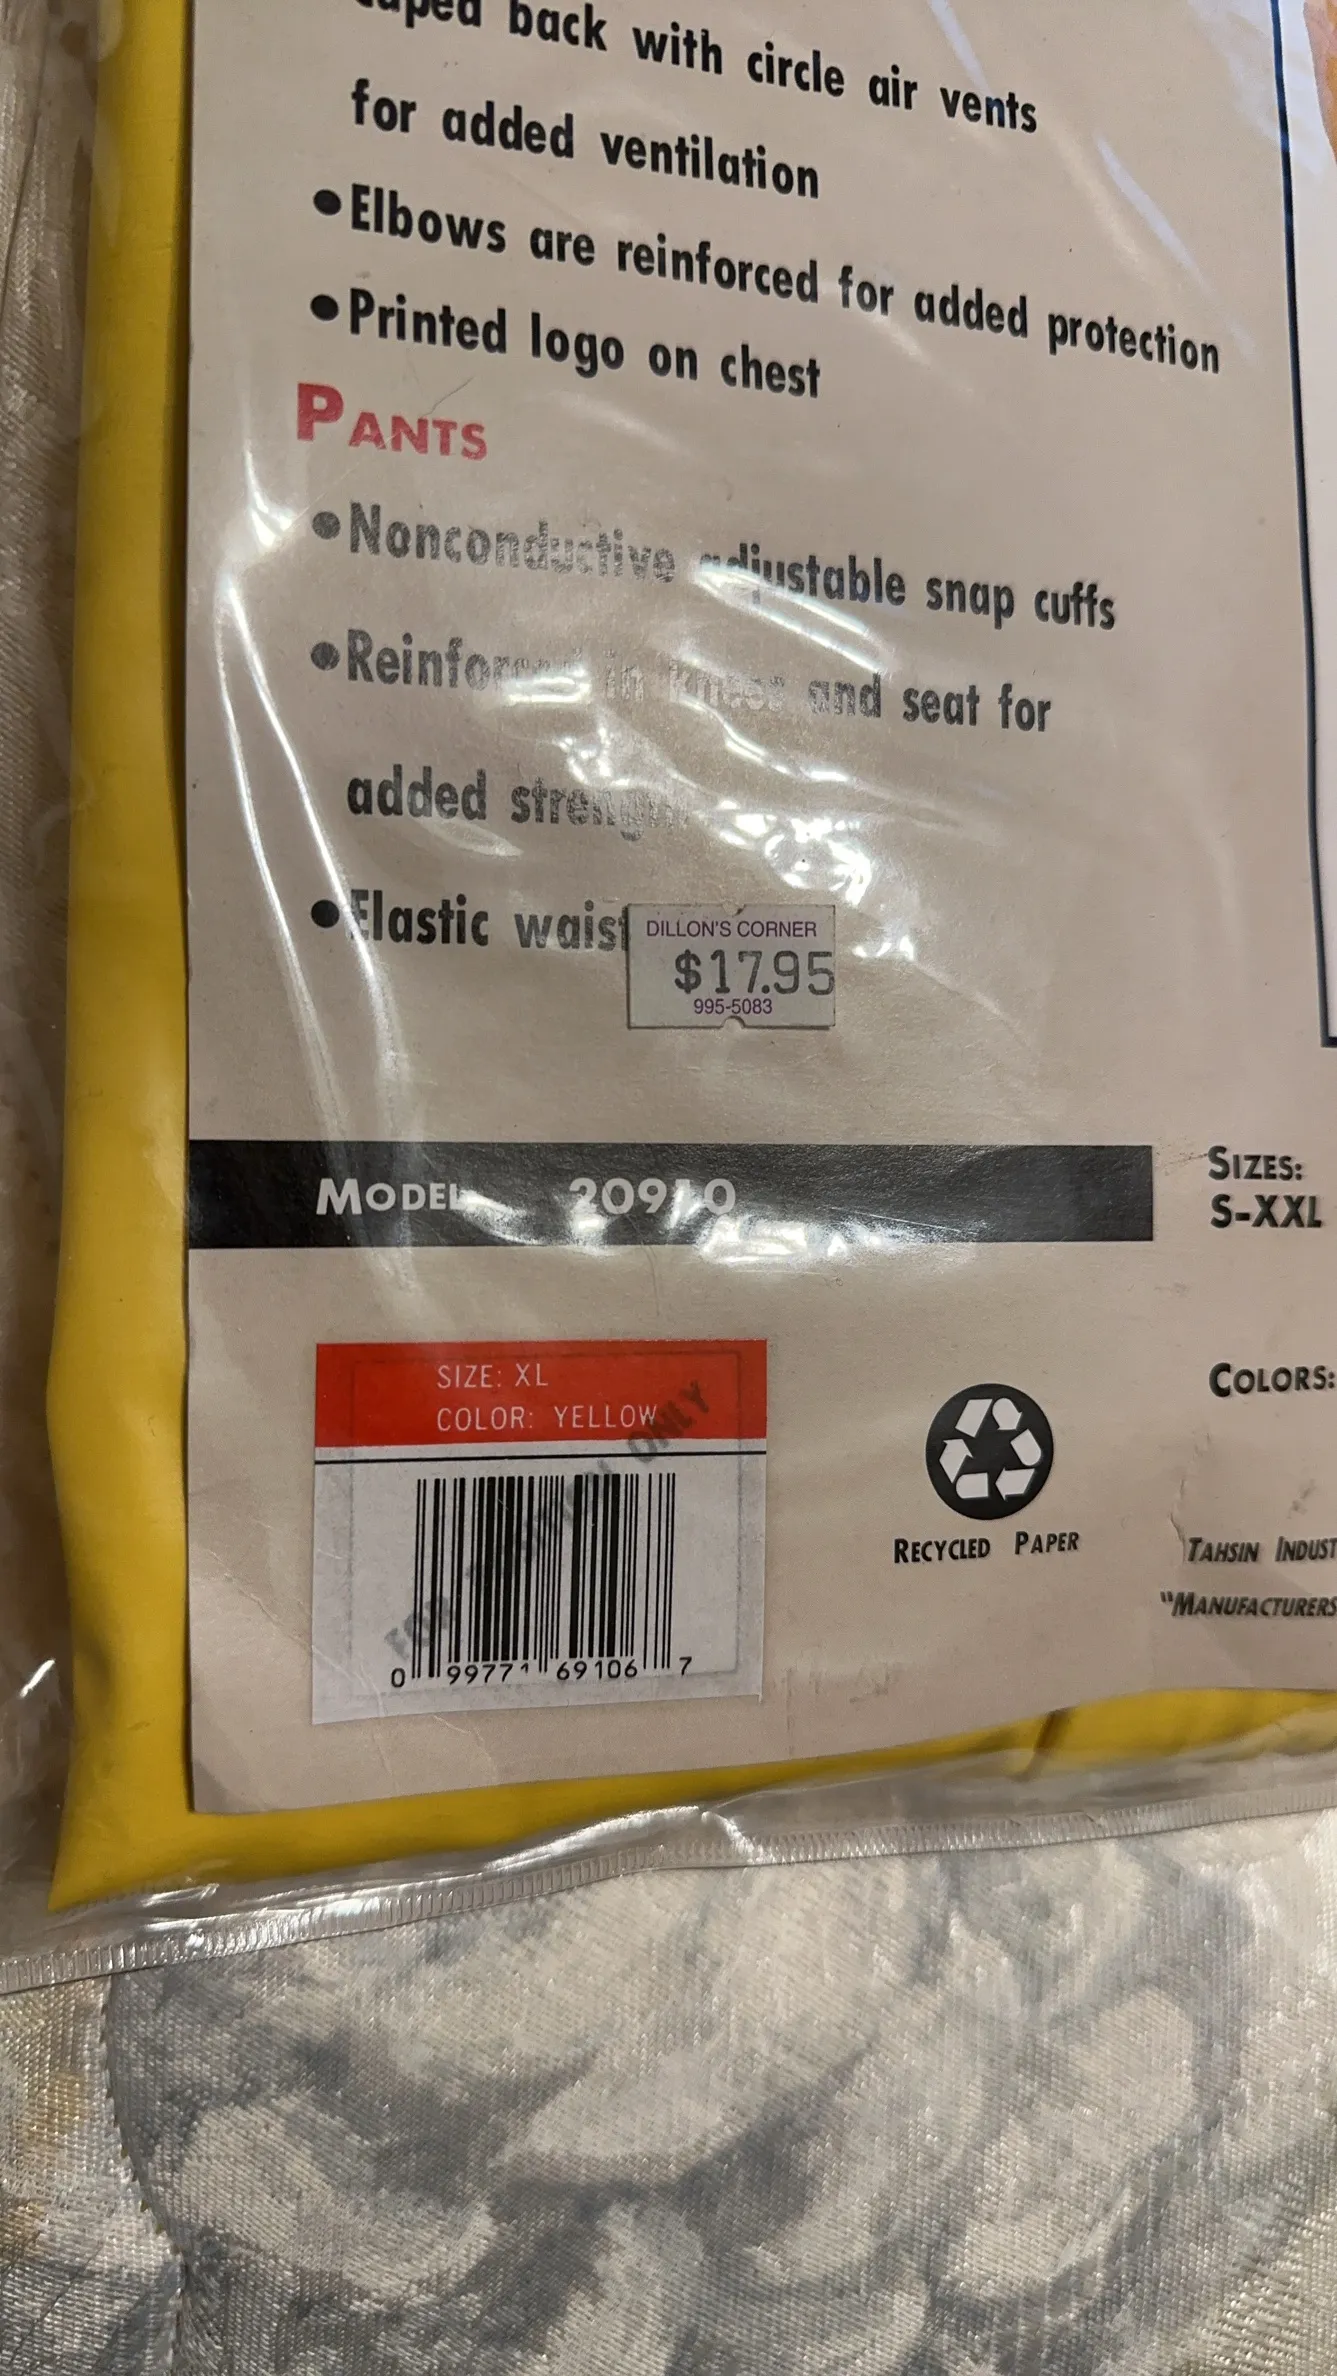 back with circle air vents
for added ventilation
•Elbows are reinforced for added protection
•Printed logo on chest
PANTS
•Nonconductive adjustable snap cuffs
•Reinforced in knees and seat for
added strength
•Elastic waist
DILLON'S CORNER
$17.95
995-5083
MODEL
SIZES:
S-XXL
SIZE: XL
COLOR: YELLOW
ONLY
0 99771 69106 7
COLORS:
RECYCLED PAPER
TAHSIN
"MANUFACTURERS